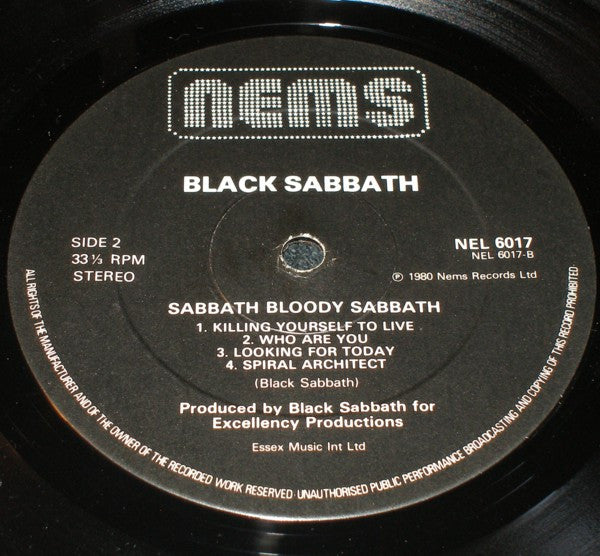 nems
BLACK SABBATH
SIDE 2
33 ⅓ RPM
STEREO
NEL 6017
NEL 6017-B
℗ 1980 Nems Records Ltd
SABBATH BLOODY SABBATH
1. KILLING YOURSELF TO LIVE
2. WHO ARE YOU
3. LOOKING FOR TODAY
4. SPIRAL ARCHITECT
(Black Sabbath)
Produced by Black Sabbath for
Excellency Productions
Essex Music Int Ltd
ALL RIGHTS OF THE MANUFACTURER AND OF THE OWNER OF THE RECORDED WORK RESERVED · UNAUTHORISED PUBLIC PERFORMANCE BROADCASTING AND COPYING OF THIS RECORD PROHIBITED